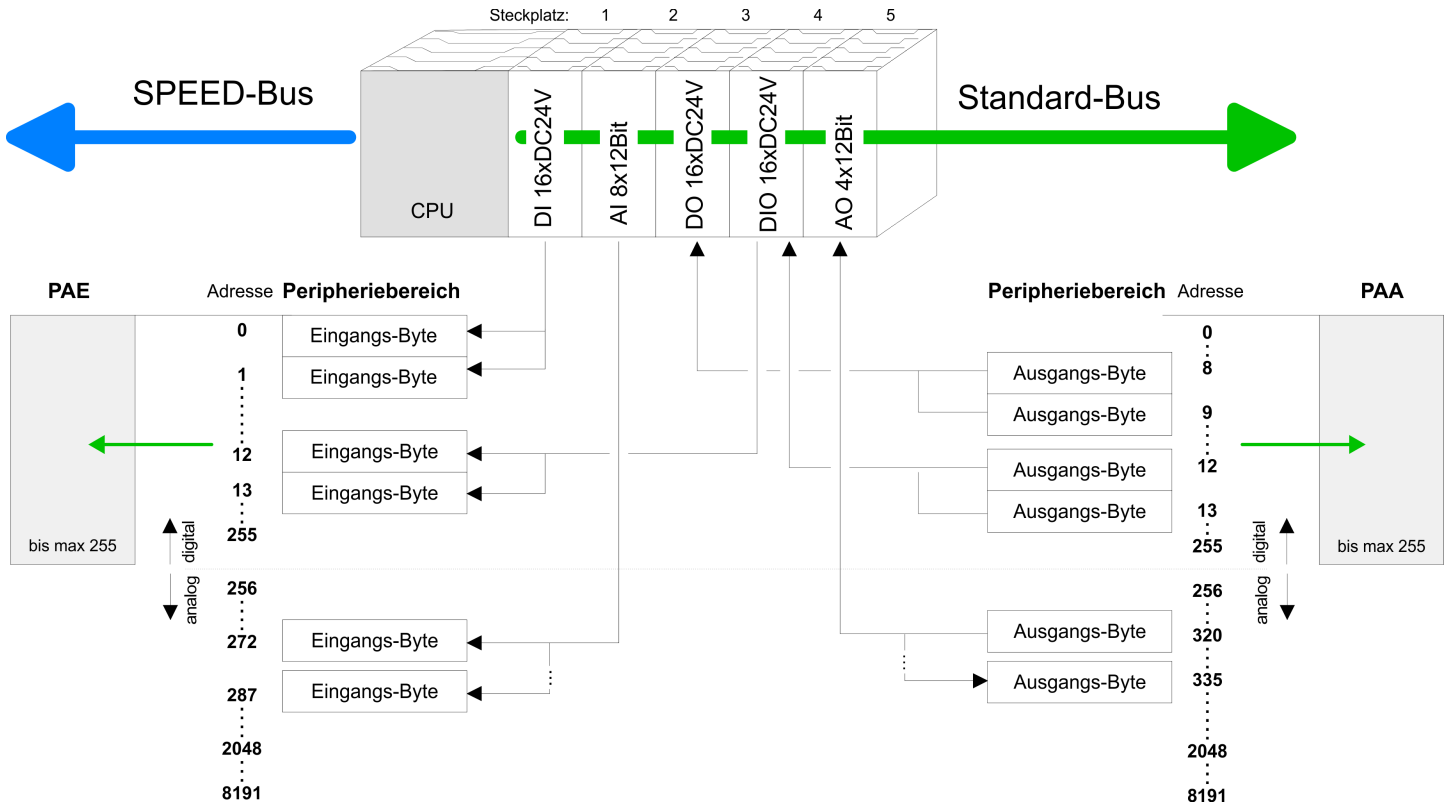 Steckplatz: 1 2 3 4 5
SPEED-Bus
Standard-Bus
CPU
DI 16xDC24V
AI 8x12Bit
DO 16xDC24V
DIO 16xDC24V
AO 4x12Bit
PAE
Adresse Peripheriebereich
0 Eingangs-Byte
1 Eingangs-Byte
12 Eingangs-Byte
13 Eingangs-Byte
255
bis max 255
digital
analog
256
272 Eingangs-Byte
287 Eingangs-Byte
2048
8191
Peripheriebereich Adresse
PAA
0
Ausgangs-Byte 8
Ausgangs-Byte 9
Ausgangs-Byte 12
Ausgangs-Byte 13
255
bis max 255
digital
analog
256
Ausgangs-Byte 320
Ausgangs-Byte 335
2048
8191